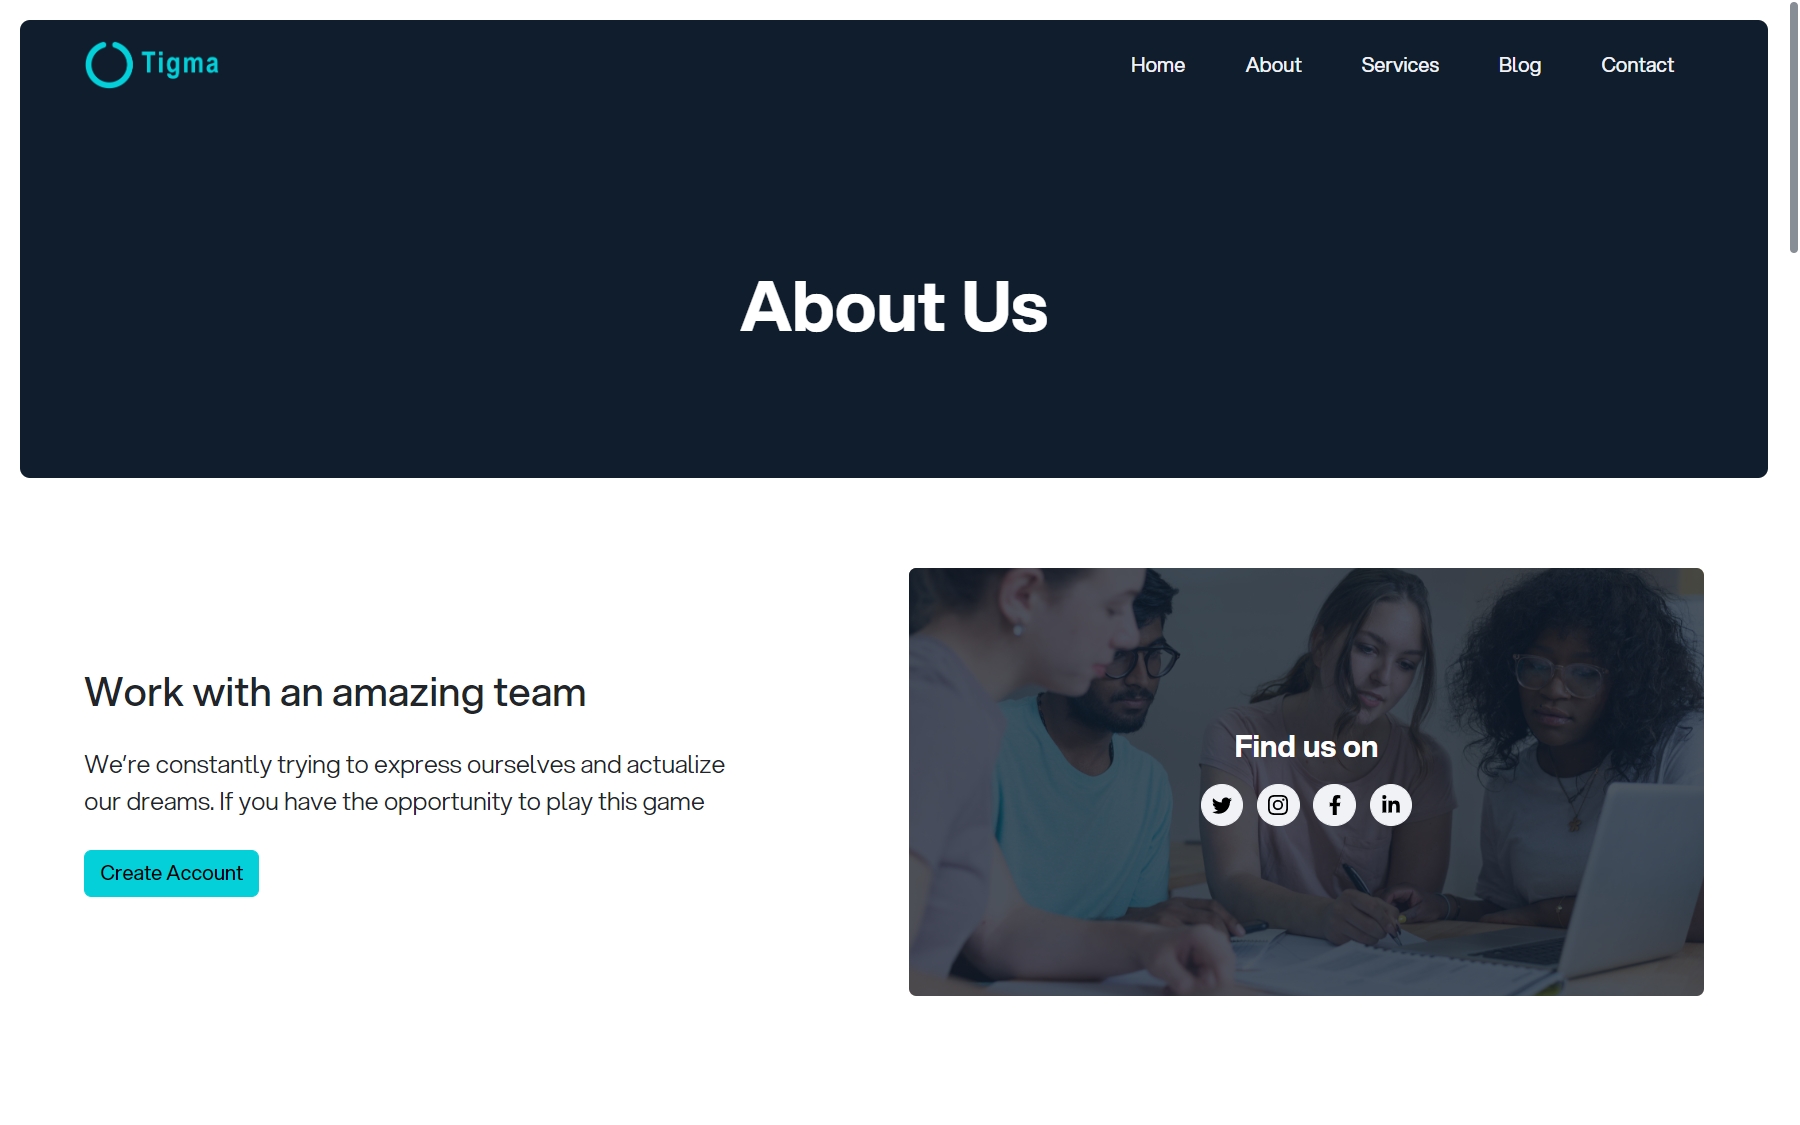 Tigma
Home About Services Blog Contact
About Us
Work with an amazing team
We’re constantly trying to express ourselves and actualize
our dreams. If you have the opportunity to play this game
Create Account
Find us on